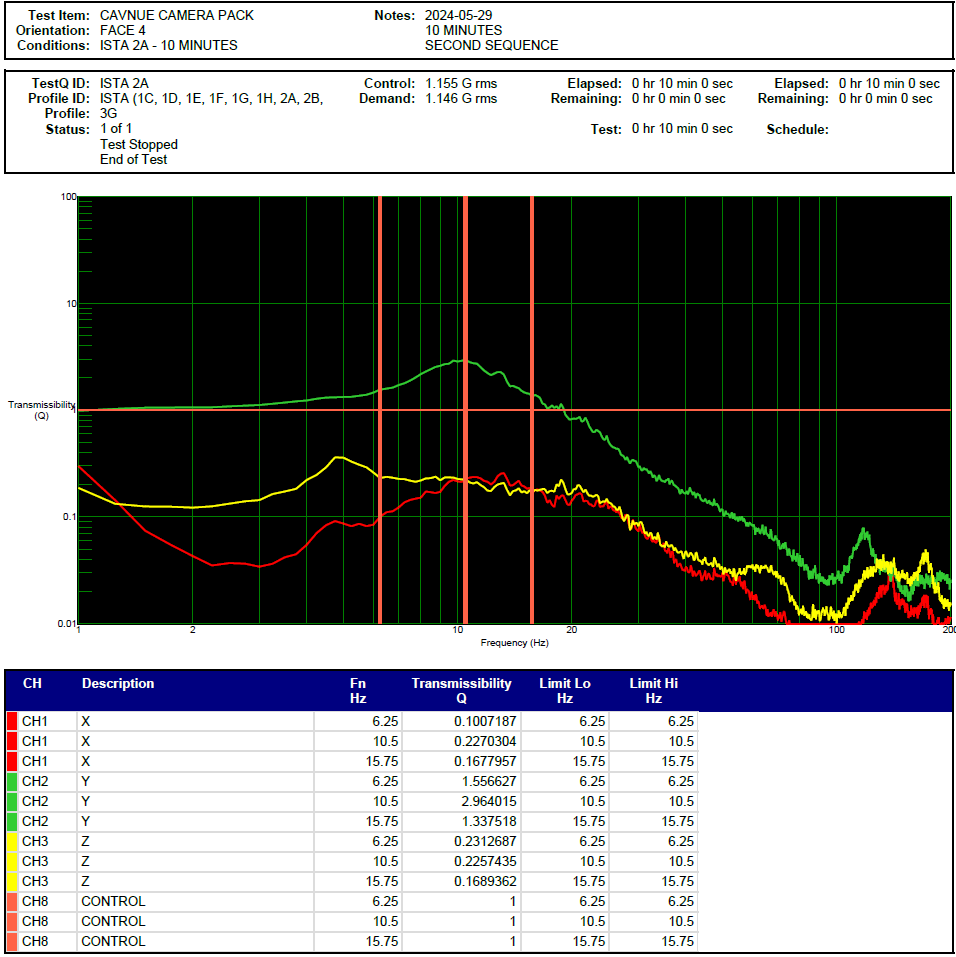 Test Item: CAVNUE CAMERA PACK Notes: 2024-05-29
Orientation: FACE 4 10 MINUTES
Conditions: ISTA 2A - 10 MINUTES SECOND SEQUENCE
TestQ ID: ISTA 2A Control: 1.155 G rms Elapsed: 0 hr 10 min 0 sec Elapsed: 0 hr 10 min 0 sec
Profile ID: ISTA (1C, 1D, 1E, 1F, 1G, 1H, 2A, 2B, Demand: 1.146 G rms Remaining: 0 hr 0 min 0 sec Remaining: 0 hr 0 min 0 sec
Profile: 3G
Status: 1 of 1 Test: 0 hr 10 min 0 sec Schedule:
Test Stopped
End of Test
100
10
Transmissibility 1
(Q)
0.1
0.01
1 2 10 20 100 200
Frequency (Hz)
CH Description Fn Transmissibility Limit Lo Limit Hi
Hz Q Hz Hz
CH1 X 6.25 0.1007187 6.25 6.25
CH1 X 10.5 0.2270304 10.5 10.5
CH1 X 15.75 0.1677957 15.75 15.75
CH2 Y 6.25 1.556627 6.25 6.25
CH2 Y 10.5 2.964015 10.5 10.5
CH2 Y 15.75 1.337518 15.75 15.75
CH3 Z 6.25 0.2312687 6.25 6.25
CH3 Z 10.5 0.2257435 10.5 10.5
CH3 Z 15.75 0.1689362 15.75 15.75
CH8 CONTROL 6.25 1 6.25 6.25
CH8 CONTROL 10.5 1 10.5 10.5
CH8 CONTROL 15.75 1 15.75 15.75